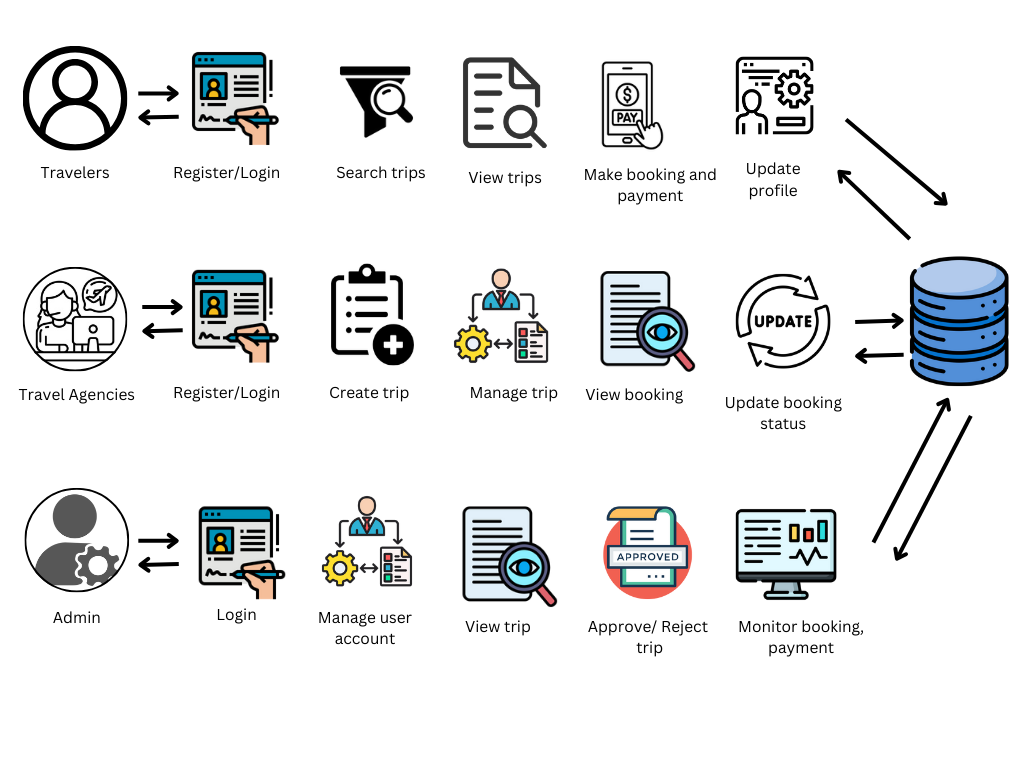 PAY
Travelers
Register/Login
Search trips
View trips
Make booking and
payment
Update
profile
UPDATE
Travel Agencies
Register/Login
Create trip
Manage trip
View booking
Update booking
status
APPROVED
Admin
Login
Manage user
account
View trip
Approve/ Reject
trip
Monitor booking,
payment